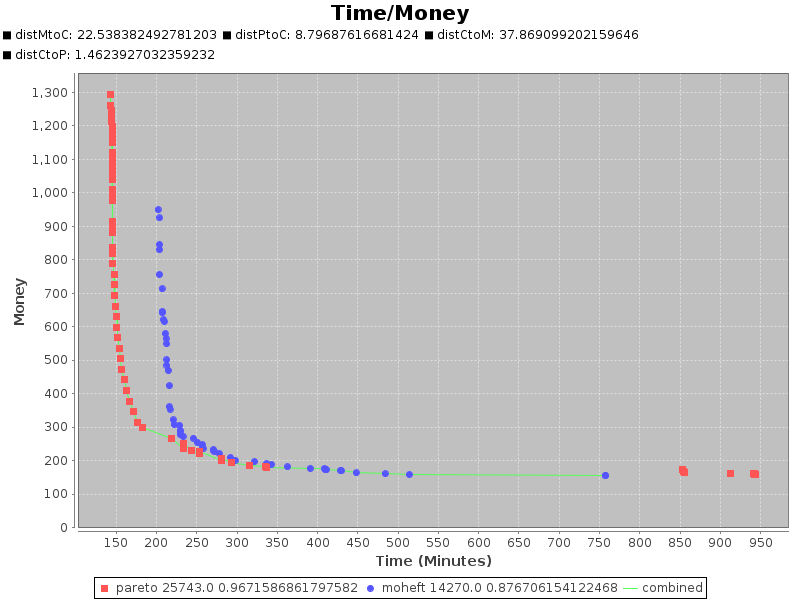 Time/Money
distMtoC: 22.538382492781203 distPtoC: 8.79687616681424 distCtoM: 37.869099202159646
distCtoP: 1.4623927032359232
1,300
1,200
1,100
1,000
900
800
700
600
500
400
300
200
100
0
Money
150 200 250 300 350 400 450 500 550 600 650 700 750 800 850 900 950
Time (Minutes)
pareto 25743.0 0.9671586861797582 moheft 14270.0 0.876706154122468 combined